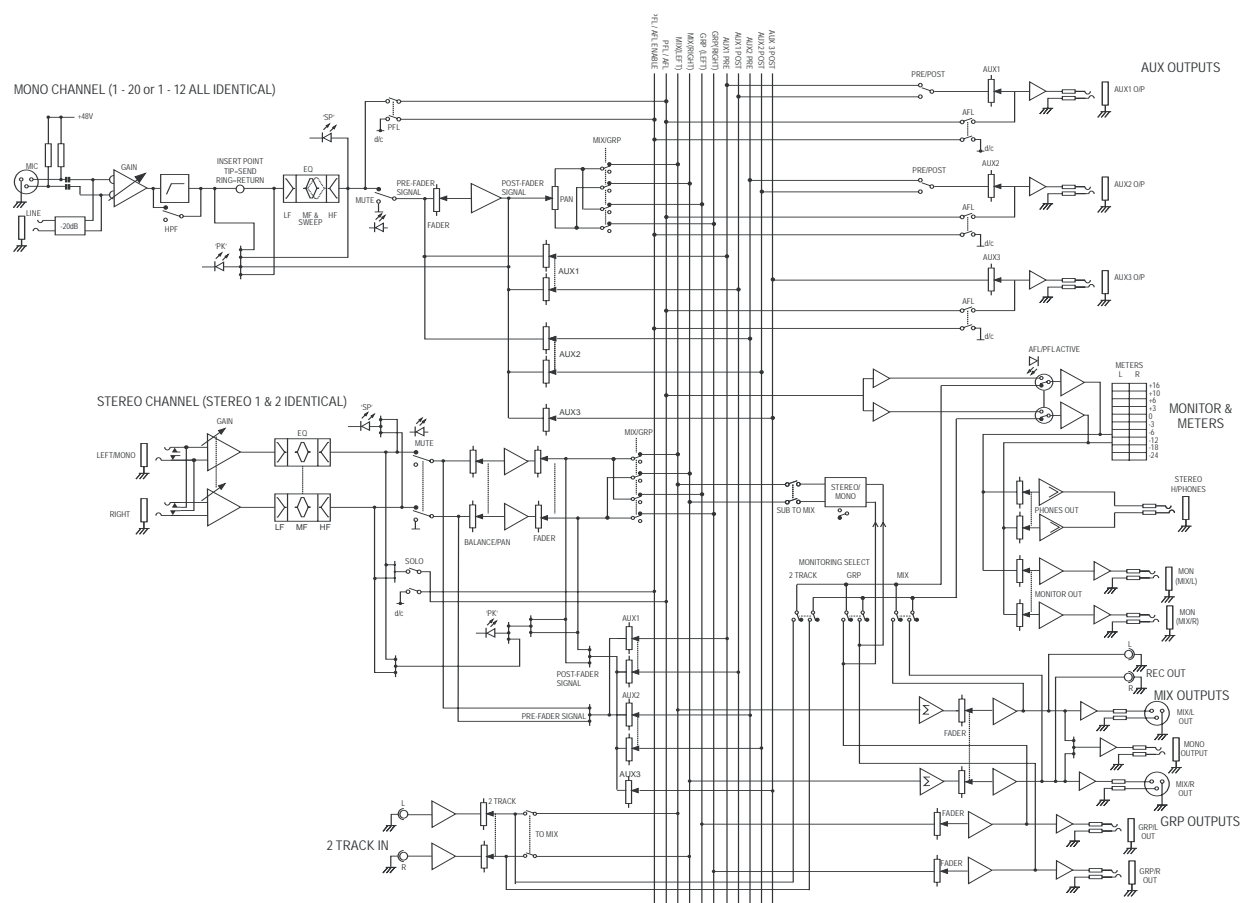 PFL / AFL ENABLE
PFL / AFL
MIX(LEFT)
MIX(RIGHT)
GRP (LEFT)
GRP(RIGHT)
AUX1 PRE
AUX1 POST
AUX2 PRE
AUX2 POST
AUX 3 POST
MONO CHANNEL (1 - 20 or 1 - 12 ALL IDENTICAL)
+48V
MIC
GAIN
LINE
-20dB
HPF
INSERT POINT
TIP=SEND
RING=RETURN
EQ
LF MF & SWEEP HF
'SP'
'PK'
PFL
d/c
MUTE
PRE-FADER
SIGNAL
FADER
POST-FADER
SIGNAL
PAN
MIX/GRP
AUX1
AUX2
AUX3
AUX OUTPUTS
PRE/POST
AUX1
AUX1 O/P
AFL
d/c
PRE/POST
AUX2
AUX2 O/P
AFL
d/c
AUX3
AUX3 O/P
AFL
d/c
STEREO CHANNEL (STEREO 1 & 2 IDENTICAL)
GAIN
LEFT/MONO
RIGHT
EQ
LF MF HF
'SP'
MUTE
BALANCE/PAN
FADER
MIX/GRP
SOLO
d/c
'PK'
POST-FADER
SIGNAL
PRE-FADER SIGNAL
AUX1
AUX2
AUX3
AFL/PFL ACTIVE
METERS
L R
+16
+10
+6
+3
0
-3
-6
-12
-18
-24
MONITOR &
METERS
STEREO
H/PHONES
PHONES OUT
MONITOR OUT
MON
(MIX/L)
MON
(MIX/R)
SUB TO MIX
STEREO/
MONO
MONITORING SELECT
2 TRACK GRP MIX
L
R
REC OUT
MIX OUTPUTS
Σ
FADER
MIX/L
OUT
MONO
OUTPUT
Σ
MIX/R
OUT
GRP OUTPUTS
FADER
GRP/L
OUT
FADER
GRP/R
OUT
2 TRACK IN
L
R
2 TRACK
TO MIX